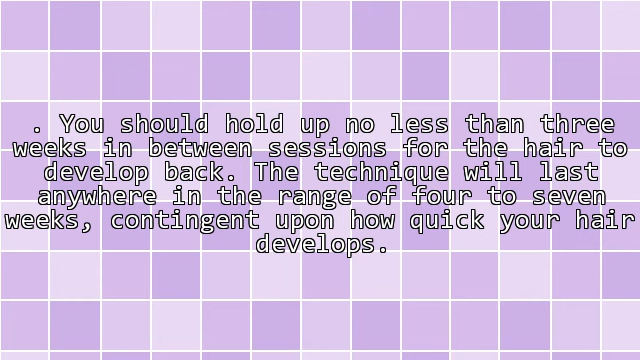 . You should hold up no less than three
weeks in between sessions for the hair to
develop back. The technique will last
anywhere in the range of four to seven
weeks, contingent upon how quick your hair
develops.